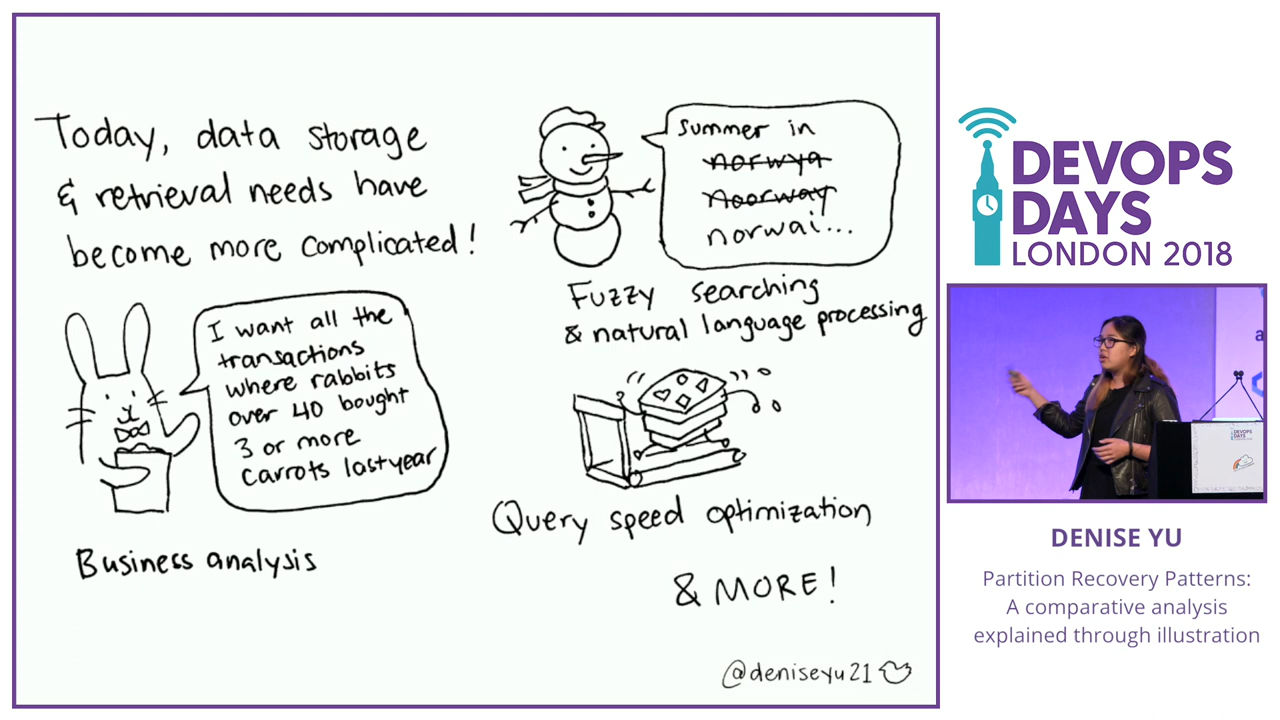 Today, data storage
& retrieval needs have
become more complicated!
summer in
norwya
Noorway
norwai...
Fuzzy searching
& natural language processing
I want all the
transactions
where rabbits
over 40 bought
3 or more
carrots last year
Business analysis
Query speed optimization
& MORE!
@deniseyu21
DEVOPS
DAYS
LONDON 2018
DEVOPS
DAYS
DENISE YU
Partition Recovery Patterns:
A comparative analysis
explained through illustration